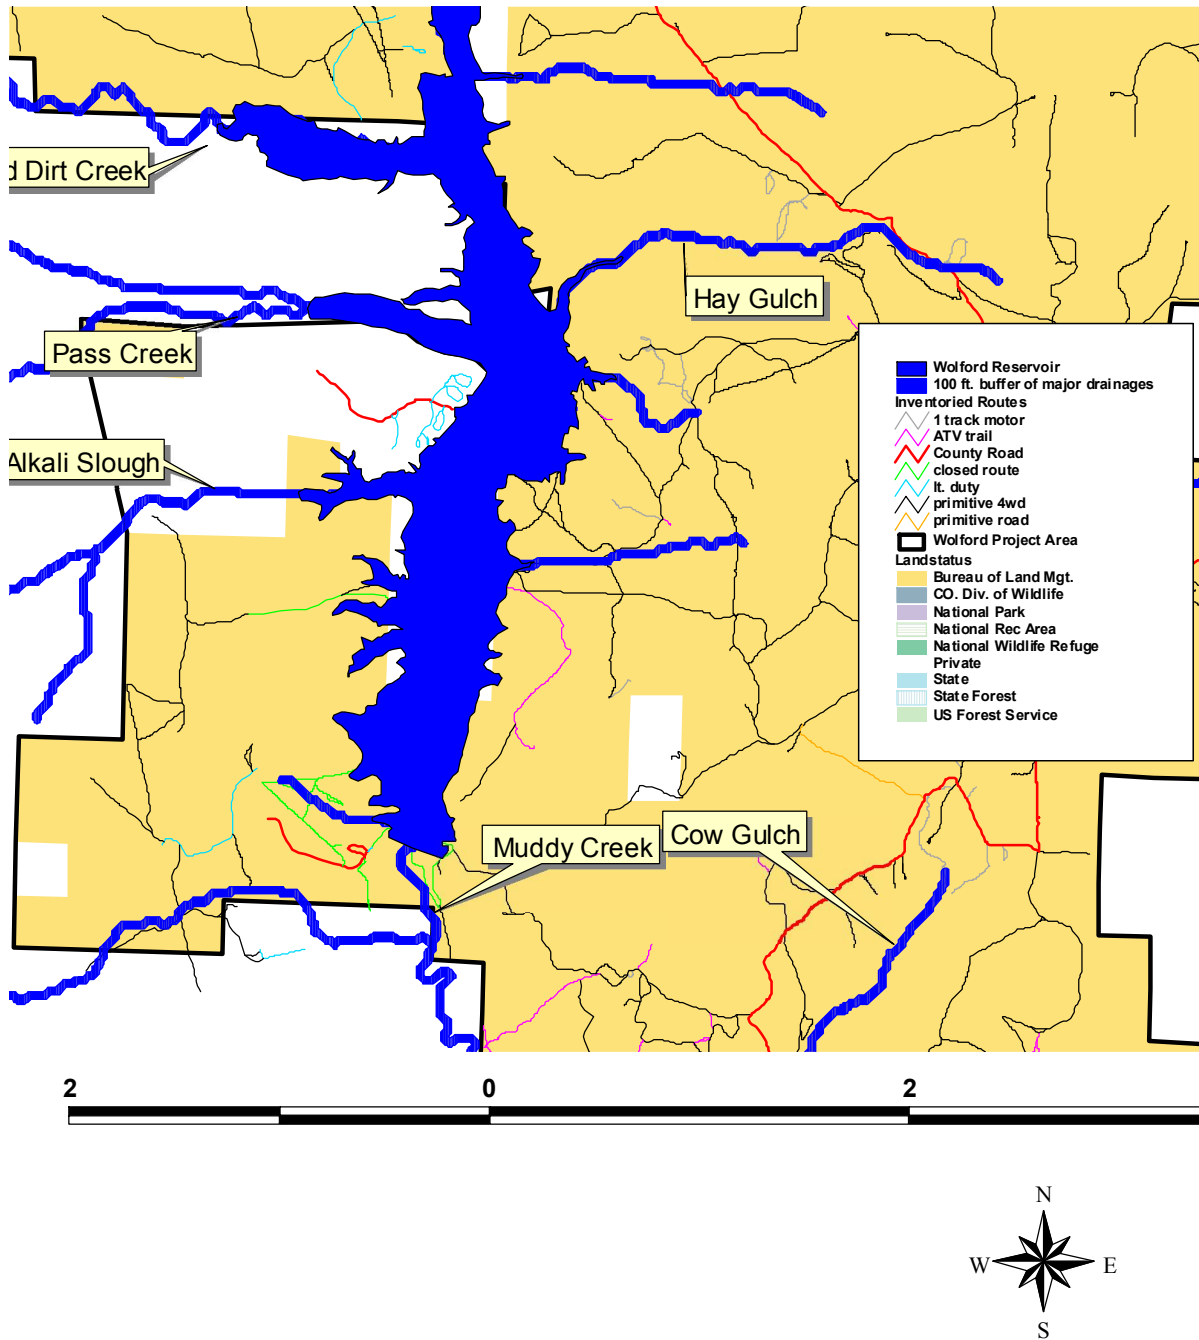 d Dirt Creek
Hay Gulch
Pass Creek
Alkali Slough
Wolford Reservoir
100 ft. buffer of major drainages
Inventoried Routes
1 track motor
ATV trail
County Road
closed route
lt. duty
primitive 4wd
primitive road
Wolford Project Area
Landstatus
Bureau of Land Mgt.
CO. Div. of Wildlife
National Park
National Rec Area
National Wildlife Refuge
Private
State
State Forest
US Forest Service
Muddy Creek
Cow Gulch
2 0 2
N
W E
S